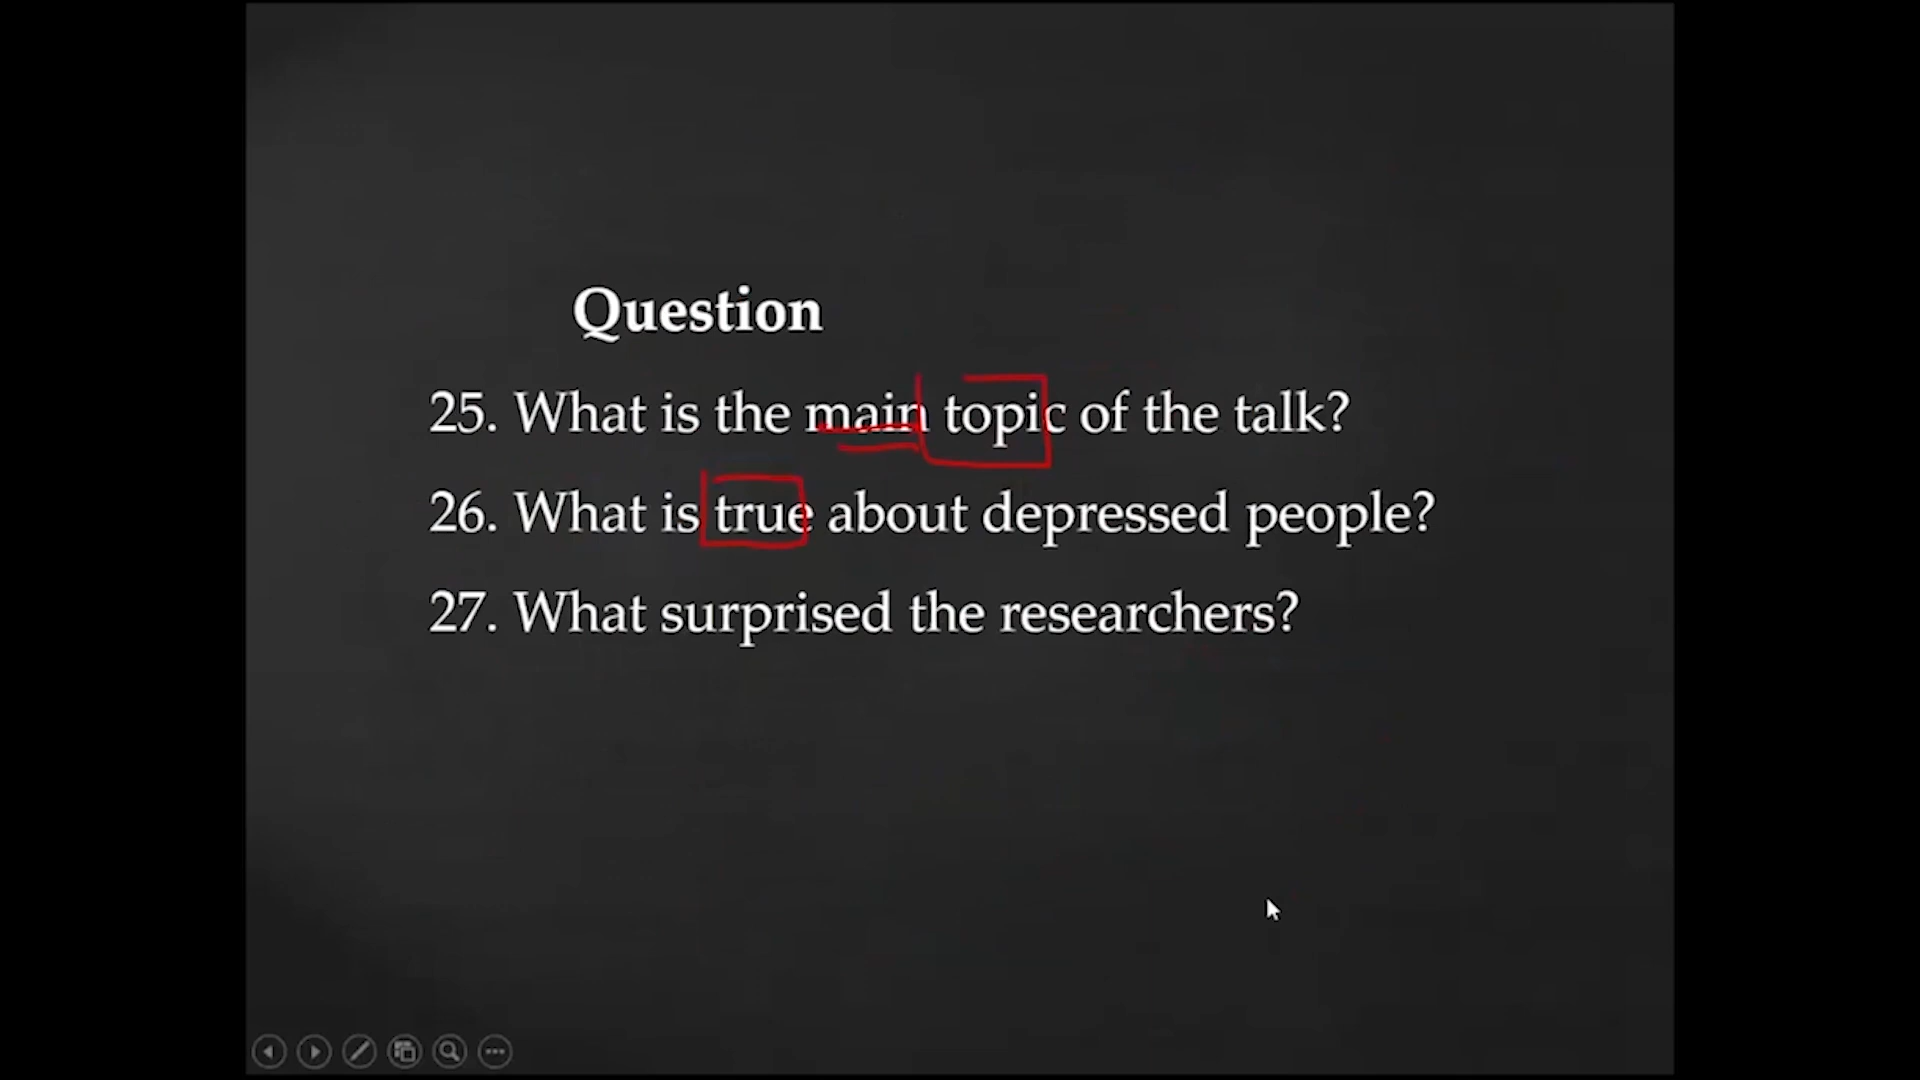 Question
25. What is the main topic of the talk?
26. What is true about depressed people?
27. What surprised the researchers?